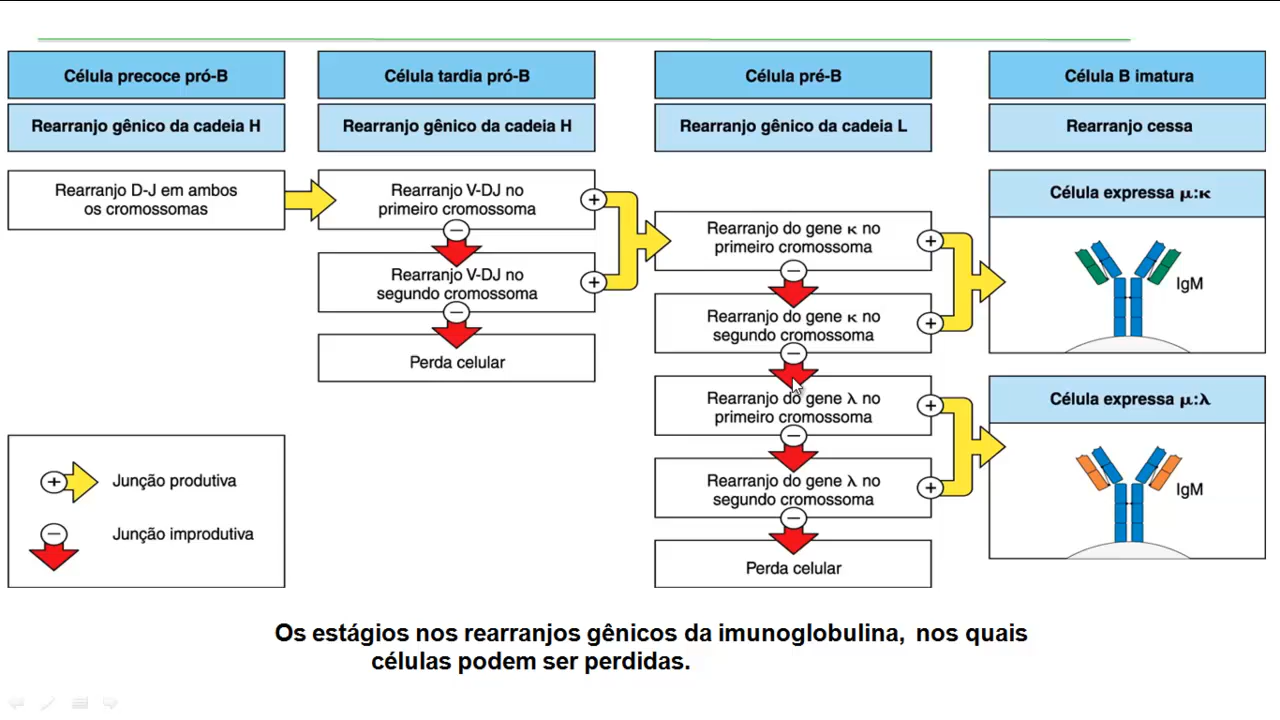 Célula precoce pró-B
Rearranjo gênico da cadeia H
Rearranjo D-J em ambos
os cromossomas
Célula tardia pró-B
Rearranjo gênico da cadeia H
Rearranjo V-DJ no
primeiro cromossoma
Rearranjo V-DJ no
segundo cromossoma
Perda celular
Célula pré-B
Rearranjo gênico da cadeia L
Rearranjo do gene κ no
primeiro cromossoma
Rearranjo do gene κ no
segundo cromossoma
Rearranjo do gene λ no
primeiro cromossoma
Rearranjo do gene λ no
segundo cromossoma
Perda celular
Célula B imatura
Rearranjo cessa
Célula expressa μ:κ
IgM
Célula expressa μ:λ
IgM
Junção produtiva
Junção improdutiva
Os estágios nos rearranjos gênicos da imunoglobulina, nos quais
células podem ser perdidas.